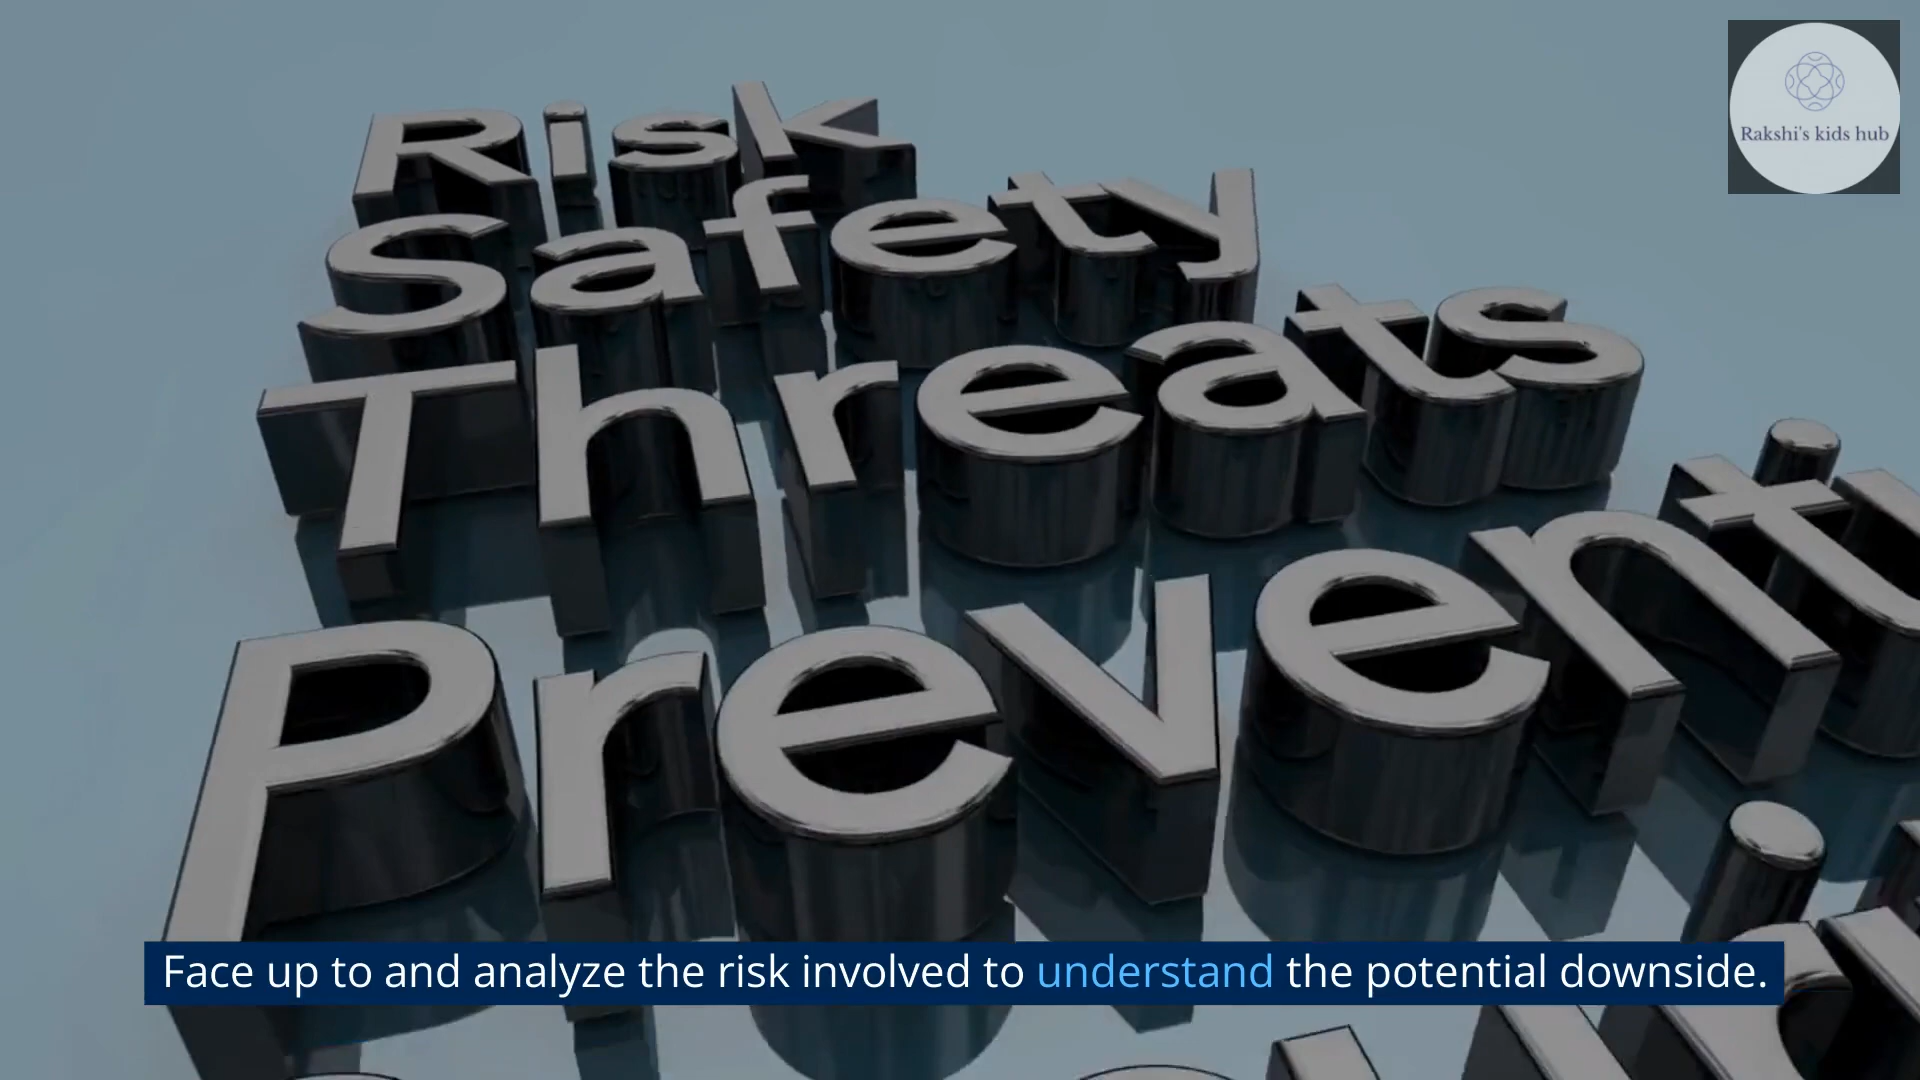 Rakshi's kids hub
Risk
Safety
Threats
Preventi
Face up to and analyze the risk involved to understand the potential downside.